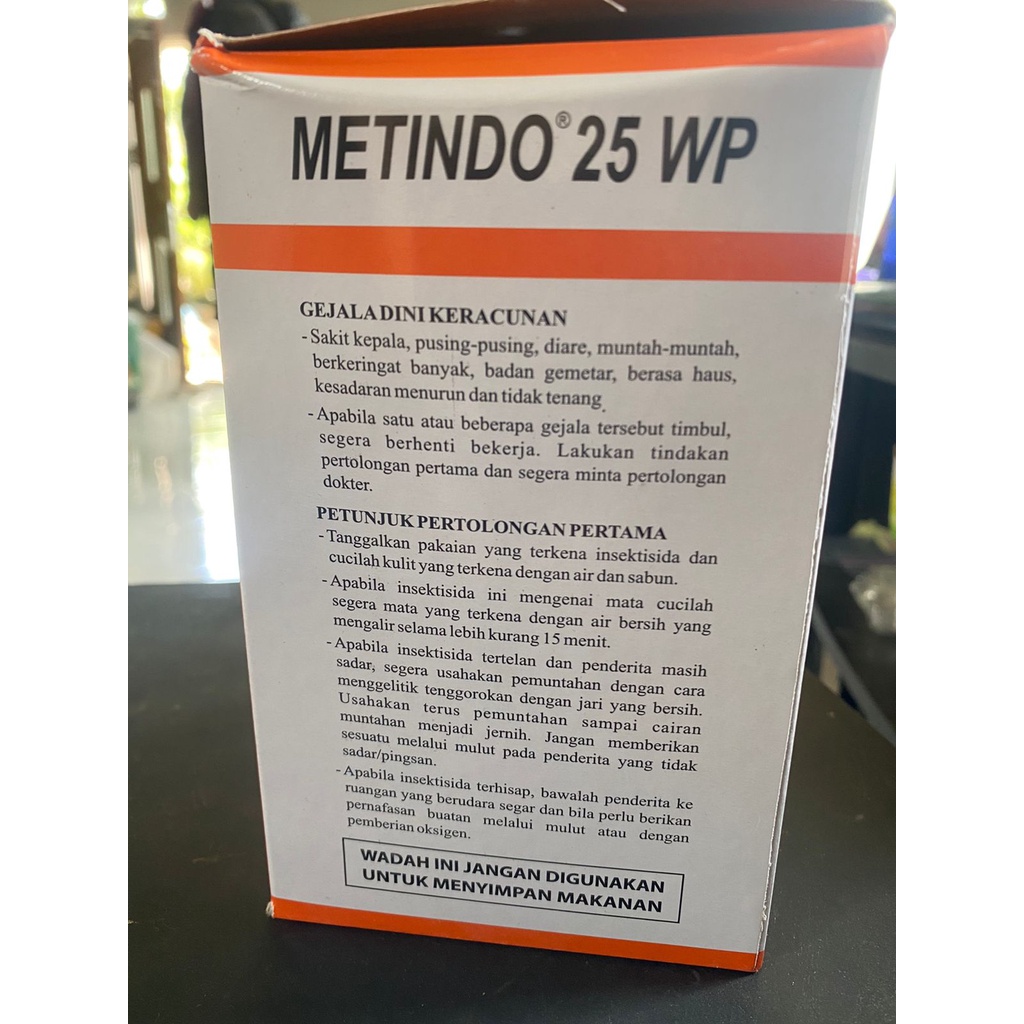 METINDO® 25 WP
GEJALA DINI KERACUNAN
- Sakit kepala, pusing-pusing, diare, muntah-muntah,
berkeringat banyak, badan gemetar, berasa haus,
kesadaran menurun dan tidak tenang.
- Apabila satu atau beberapa gejala tersebut timbul,
segera berhenti bekerja. Lakukan tindakan
pertolongan pertama dan segera minta pertolongan
dokter.
PETUNJUK PERTOLONGAN PERTAMA
- Tanggalkan pakaian yang terkena insektisida dan
cucilah kulit yang terkena dengan air dan sabun.
- Apabila insektisida ini mengenai mata cucilah
segera mata yang terkena dengan air bersih yang
mengalir selama lebih kurang 15 menit.
- Apabila insektisida tertelan dan penderita masih
sadar, segera usahakan pemuntahan dengan cara
menggelitik tenggorokan dengan jari yang bersih.
Usahakan terus pemuntahan sampai cairan
muntahan menjadi jernih. Jangan memberikan
sesuatu melalui mulut pada penderita yang tidak
sadar/pingsan.
- Apabila insektisida terhisap, bawalah penderita ke
ruangan yang berudara segar dan bila perlu berikan
pernafasan buatan melalui mulut atau dengan
pemberian oksigen.
WADAH INI JANGAN DIGUNAKAN
UNTUK MENYIMPAN MAKANAN